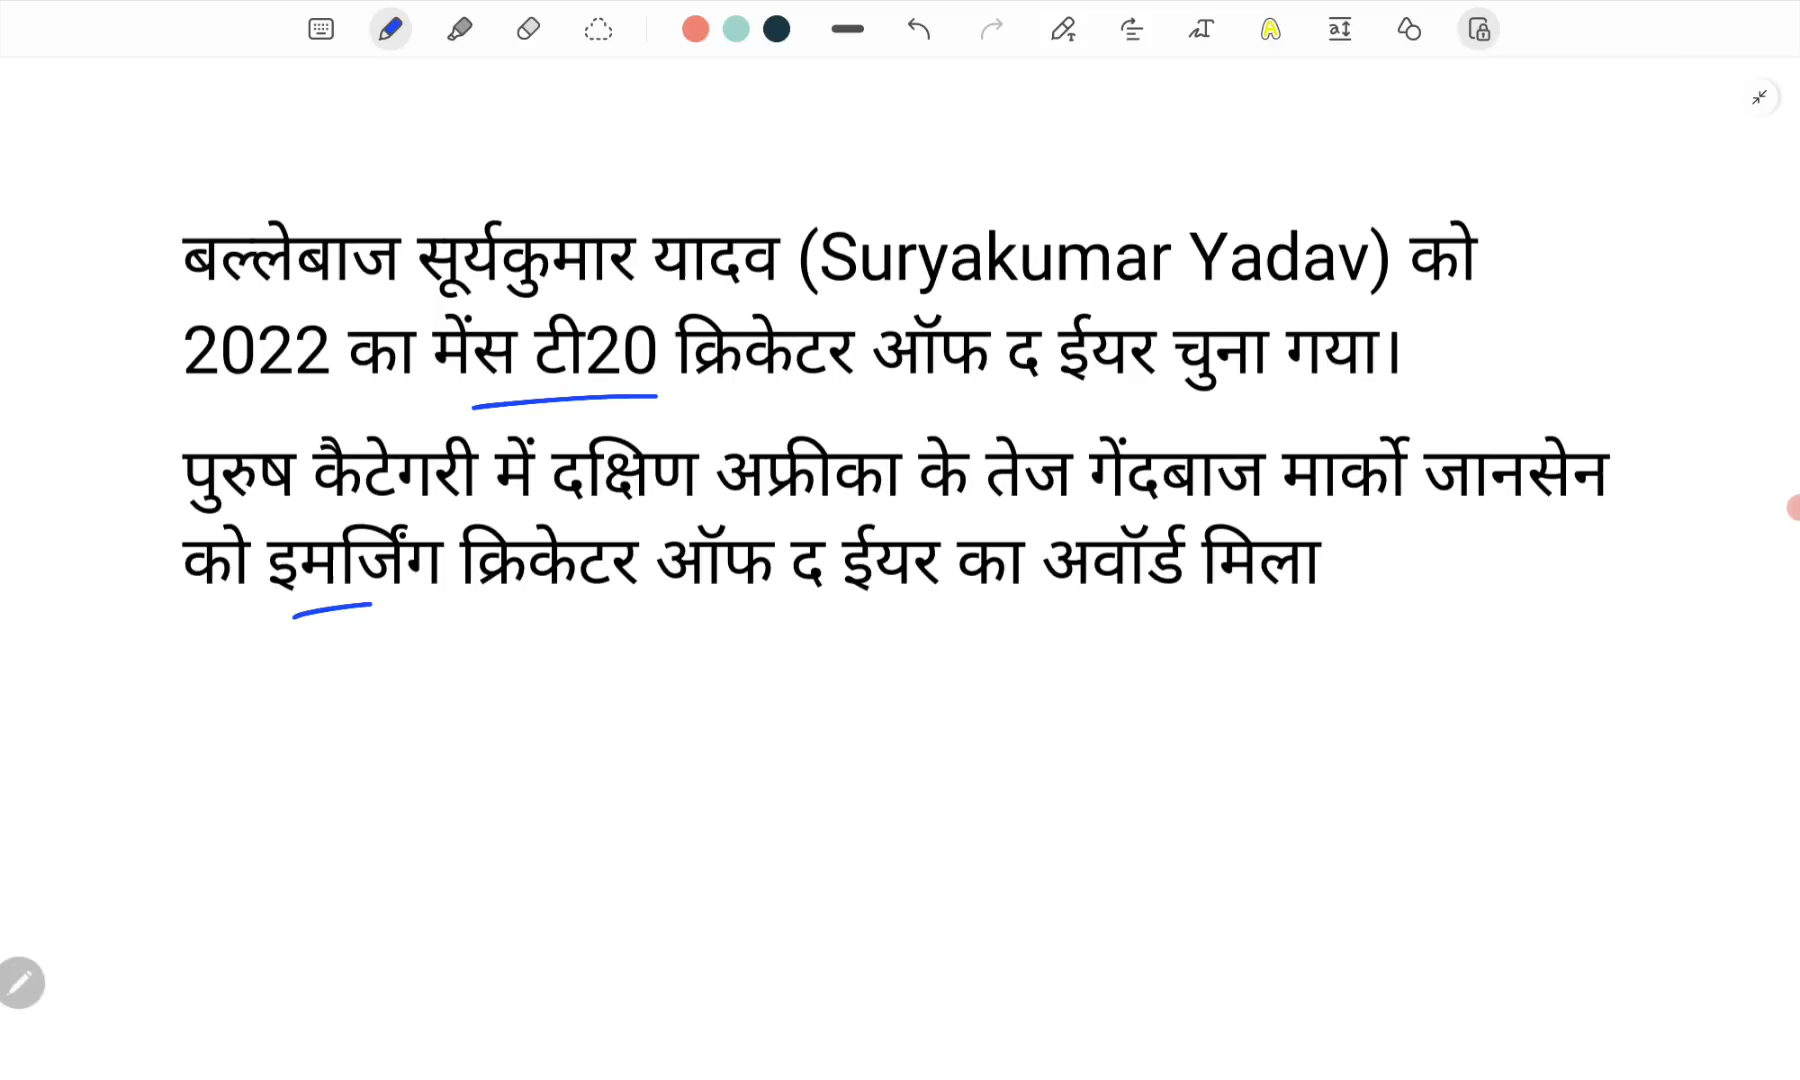 बल्लेबाज सूर्यकुमार यादव (Suryakumar Yadav) को
2022 का मेंस टी20 क्रिकेटर ऑफ द ईयर चुना गया।
पुरुष कैटेगरी में दक्षिण अफ्रीका के तेज गेंदबाज मार्को जानसेन
को इमर्जिंग क्रिकेटर ऑफ द ईयर का अवॉर्ड मिला